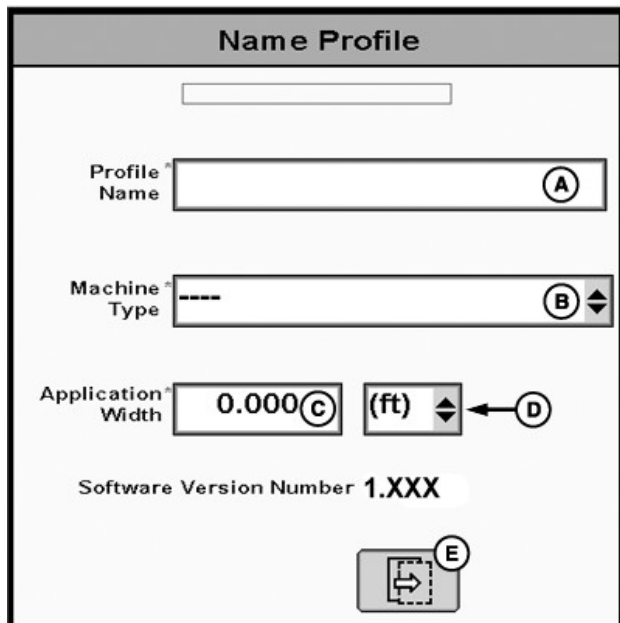 Name Profile
Profile *
Name
A
Machine *
Type
----
B
Application *
Width
0.000
C
(ft)
D
Software Version Number 1.XXX
E